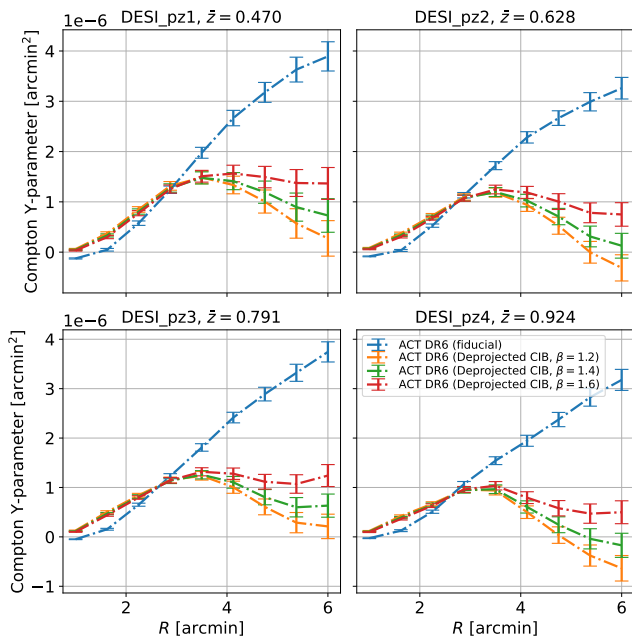 1e−6
DESI_pz1, z̄ = 0.470
DESI_pz2, z̄ = 0.628
Compton Y-parameter [arcmin²]
4
3
2
1
0
1e−6
DESI_pz3, z̄ = 0.791
DESI_pz4, z̄ = 0.924
Compton Y-parameter [arcmin²]
4
3
2
1
0
−1
ACT DR6 (fiducial)
ACT DR6 (Deprojected CIB, β = 1.2)
ACT DR6 (Deprojected CIB, β = 1.4)
ACT DR6 (Deprojected CIB, β = 1.6)
2 4 6 2 4 6
R [arcmin] R [arcmin]